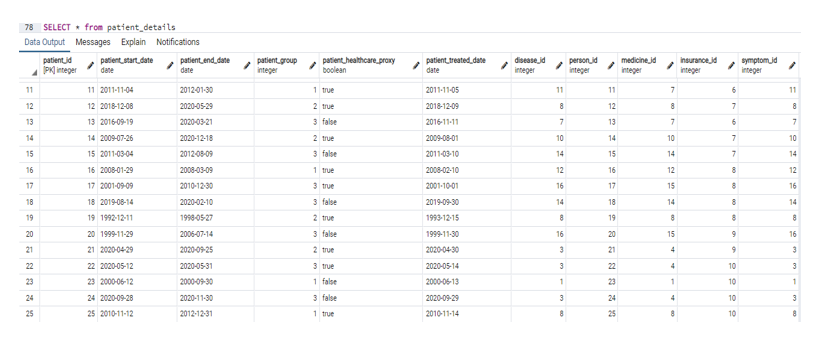 78 SELECT * from patient_details
Data Output Messages Explain Notifications
patient_id patient_start_date patient_end_date patient_group patient_healthcare_proxy patient_treated_date disease_id person_id medicine_id insurance_id symptom_id
[PK] integer date date integer boolean date integer integer integer integer integer
11 11 2011-11-04 2012-01-30 1 true 2011-11-05 11 11 7 6 11
12 12 2018-12-08 2020-05-29 2 true 2018-12-09 8 12 8 7 8
13 13 2016-09-19 2020-03-21 3 false 2016-11-11 7 13 7 6 7
14 14 2009-07-26 2020-12-18 2 true 2009-08-01 10 14 10 7 10
15 15 2011-03-04 2012-08-09 3 false 2011-03-10 14 15 14 7 14
16 16 2008-01-29 2008-03-09 1 true 2008-02-10 12 16 12 8 12
17 17 2001-09-09 2010-12-30 3 true 2001-10-01 16 17 15 8 16
18 18 2019-08-14 2020-02-10 3 false 2019-09-30 14 18 14 8 14
19 19 1992-12-11 1998-05-27 2 true 1993-12-15 8 19 8 8 8
20 20 1999-11-29 2006-07-14 3 false 1999-11-30 16 20 15 9 16
21 21 2020-04-29 2020-09-25 2 true 2020-04-30 3 21 4 9 3
22 22 2020-05-12 2020-05-31 3 true 2020-05-14 3 22 4 10 3
23 23 2000-06-12 2000-09-30 1 false 2000-06-13 1 23 1 10 1
24 24 2020-09-28 2020-11-30 3 false 2020-09-29 3 24 4 10 3
25 25 2010-11-12 2012-12-31 1 true 2010-11-14 8 25 8 10 8